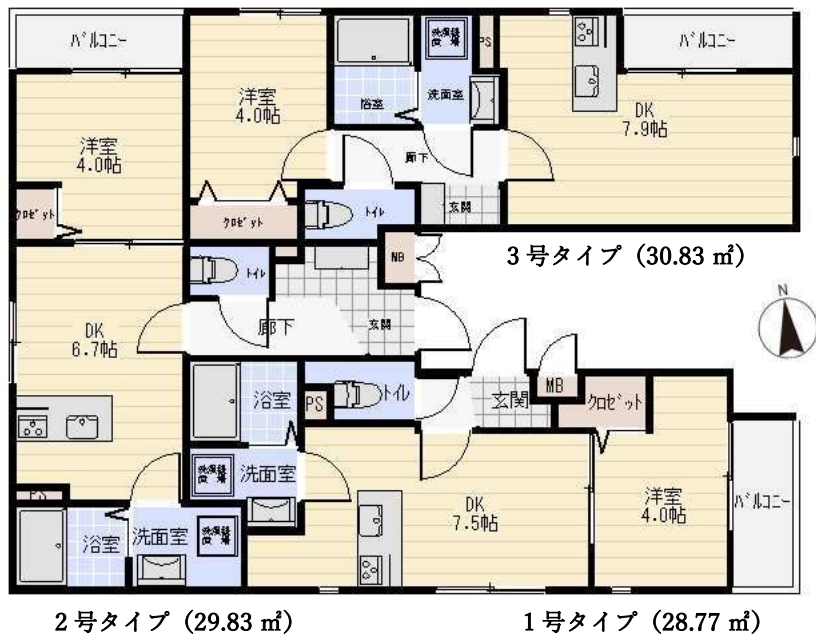 バルコニー
洋室
4.0帖
浴室
洗濯機
置場
洗面室
PS
DK
7.9帖
バルコニー
洋室
4.0帖
クロゼット
クロゼット
廊下
玄関
トイレ
MB
3号タイプ（30.83㎡）
N
トイレ
廊下
玄関
DK
6.7帖
浴室
PS
トイレ
玄関
MB
クロゼット
洗濯機
置場
洗面室
DK
7.5帖
洋室
4.0帖
バルコニー
PS
浴室
洗面室
洗濯機
置場
2号タイプ（29.83㎡）
1号タイプ（28.77㎡）